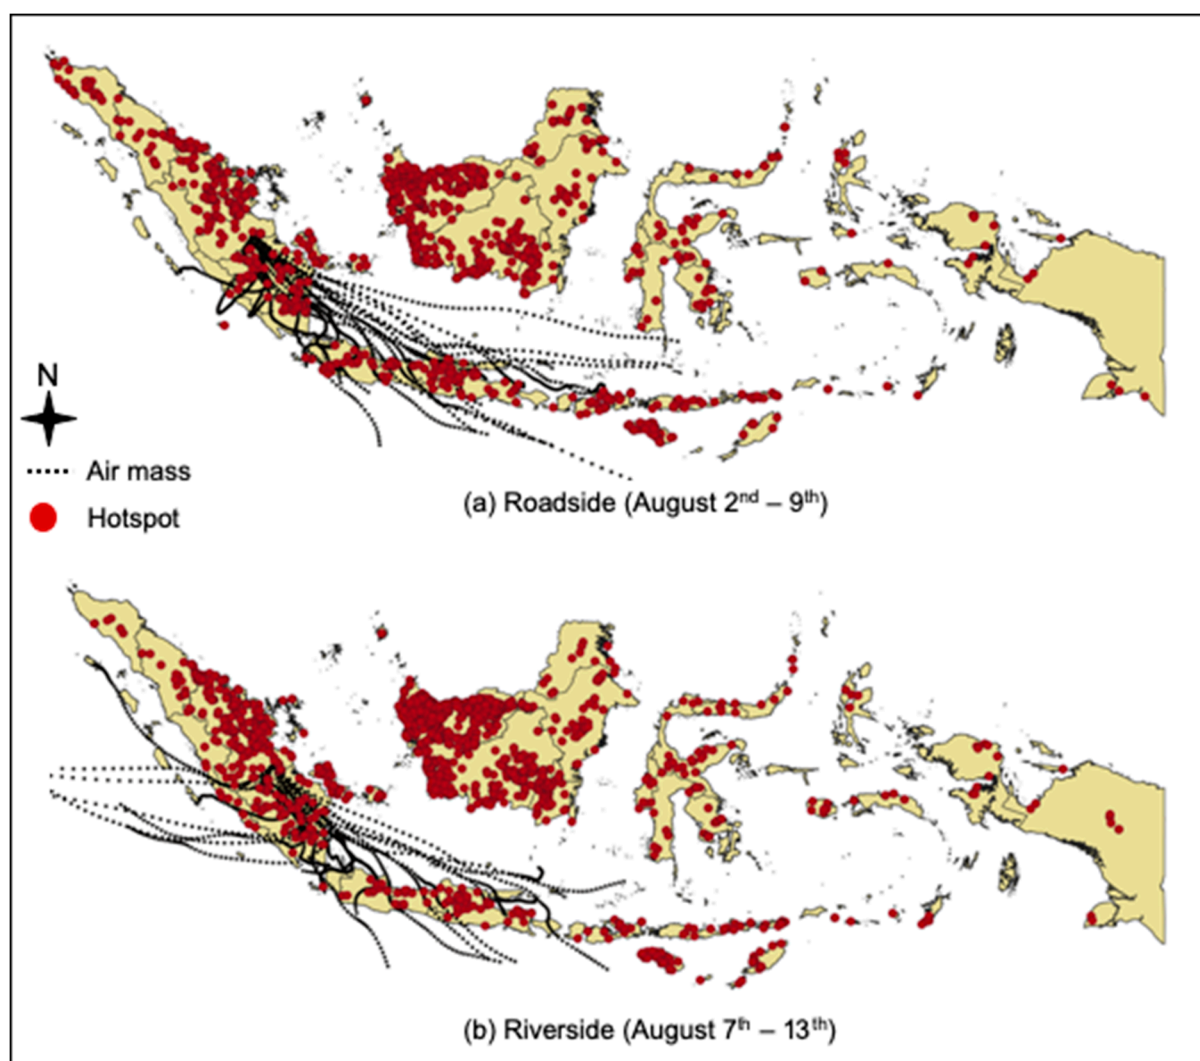 N
Air mass
Hotspot
(a) Roadside (August 2nd – 9th)
(b) Riverside (August 7th – 13th)